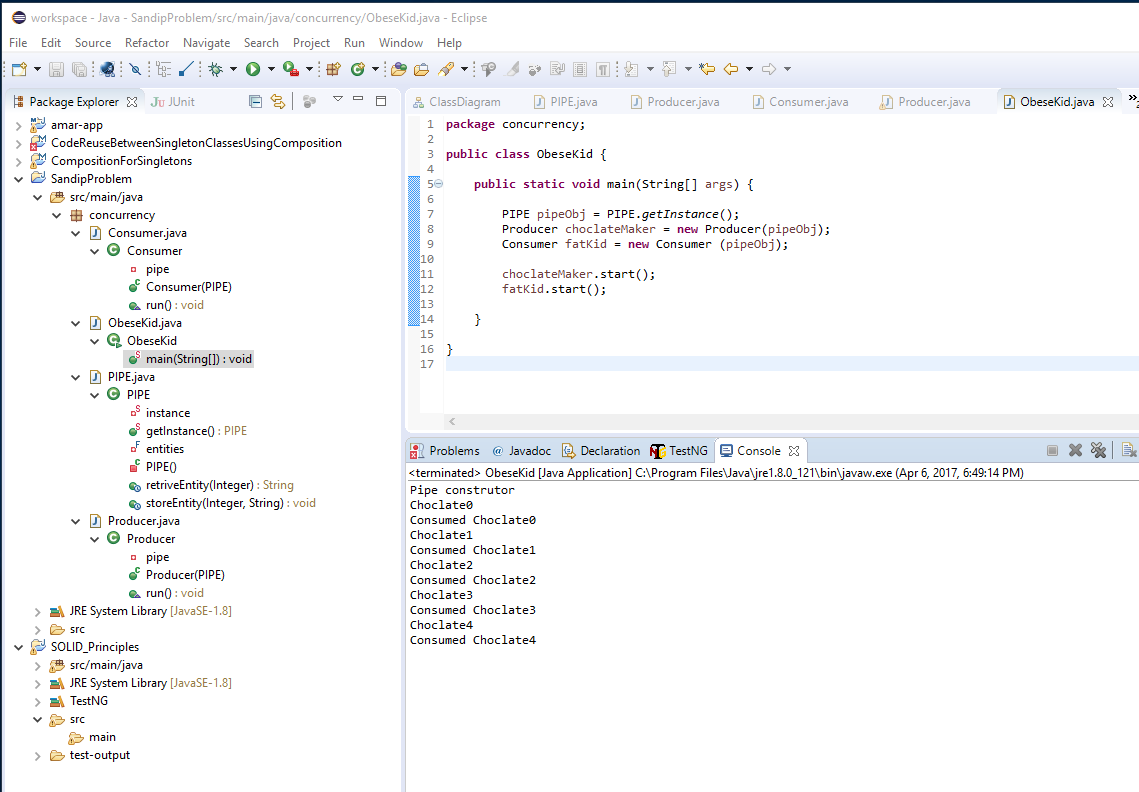 workspace - Java - SandipProblem/src/main/java/concurrency/ObeseKid.java - Eclipse
File Edit Source Refactor Navigate Search Project Run Window Help
Package Explorer JUnit
amar-app
CodeReuseBetweenSingletonClassesUsingComposition
CompositionForSingletons
SandipProblem
src/main/java
concurrency
Consumer.java
Consumer
pipe
Consumer(PIPE)
run() : void
ObeseKid.java
ObeseKid
main(String[]) : void
PIPE.java
PIPE
instance
getInstance() : PIPE
entities
PIPE()
retriveEntity(Integer) : String
storeEntity(Integer, String) : void
Producer.java
Producer
pipe
Producer(PIPE)
run() : void
JRE System Library [JavaSE-1.8]
src
SOLID_Principles
src/main/java
JRE System Library [JavaSE-1.8]
TestNG
src
main
test-output
ClassDiagram PIPE.java Producer.java Consumer.java Producer.java ObeseKid.java
1 package concurrency;
2
3 public class ObeseKid {
4
5 public static void main(String[] args) {
6
7 PIPE pipeObj = PIPE.getInstance();
8 Producer choclateMaker = new Producer(pipeObj);
9 Consumer fatKid = new Consumer (pipeObj);
10
11 choclateMaker.start();
12 fatKid.start();
13
14 }
15
16 }
17
Problems Javadoc Declaration TestNG Console
<terminated> ObeseKid [Java Application] C:\Program Files\Java\jre1.8.0_121\bin\javaw.exe (Apr 6, 2017, 6:49:14 PM)
Pipe construtor
Choclate0
Consumed Choclate0
Choclate1
Consumed Choclate1
Choclate2
Consumed Choclate2
Choclate3
Consumed Choclate3
Choclate4
Consumed Choclate4